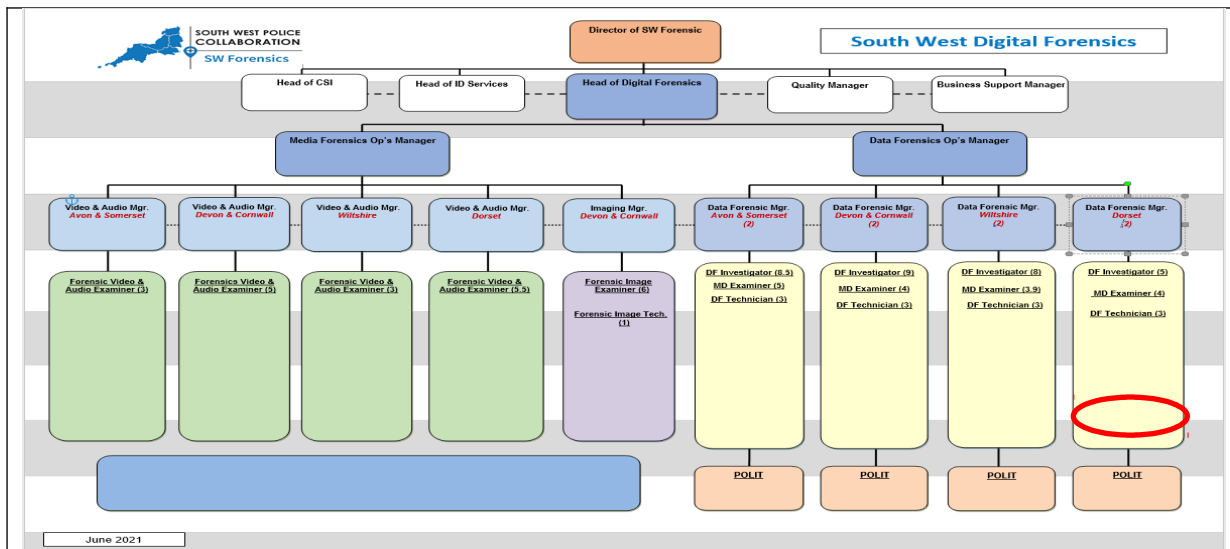 SOUTH WEST POLICE
COLLABORATION
SW Forensics
Director of SW Forensic
South West Digital Forensics
Head of CSI
Head of ID Services
Head of Digital Forensics
Quality Manager
Business Support Manager
Media Forensics Op's Manager
Data Forensics Op's Manager
Video & Audio Mgr.
Avon & Somerset
Video & Audio Mgr.
Devon & Cornwall
Video & Audio Mgr.
Wiltshire
Video & Audio Mgr.
Dorset
Imaging Mgr.
Devon & Cornwall
Data Forensic Mgr.
Avon & Somerset
(2)
Data Forensic Mgr.
Devon & Cornwall
(2)
Data Forensic Mgr.
Wiltshire
(2)
Data Forensic Mgr.
Dorset
(2)
Forensic Video &
Audio Examiner (3)
Forensics Video &
Audio Examiner (5)
Forensic Video &
Audio Examiner (3)
Forensic Video &
Audio Examiner (5.5)
Forensic Image
Examiner (6)
Forensic Image Tech.
(1)
DF Investigator (8.5)
MD Examiner (5)
DF Technician (3)
DF Investigator (9)
MD Examiner (4)
DF Technician (3)
DF Investigator (8)
MD Examiner (3.9)
DF Technician (3)
DF Investigator (5)
MD Examiner (4)
DF Technician (3)
POLIT
POLIT
POLIT
POLIT
June 2021